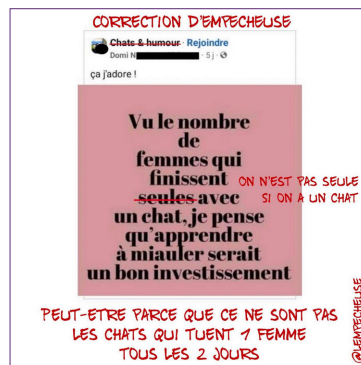 CORRECTION D'EMPECHEUSE
Chats & humour · Rejoindre
Domi N · 5 j ·
ça j'adore !
Vu le nombre
de
femmes qui
finissent
seules avec
un chat, je pense
qu'apprendre
à miauler serait
un bon investissement
ON N'EST PAS SEULE
SI ON A UN CHAT
PEUT-ETRE PARCE QUE CE NE SONT PAS
LES CHATS QUI TUENT 1 FEMME
TOUS LES 2 JOURS
@LEMPECHEUSE